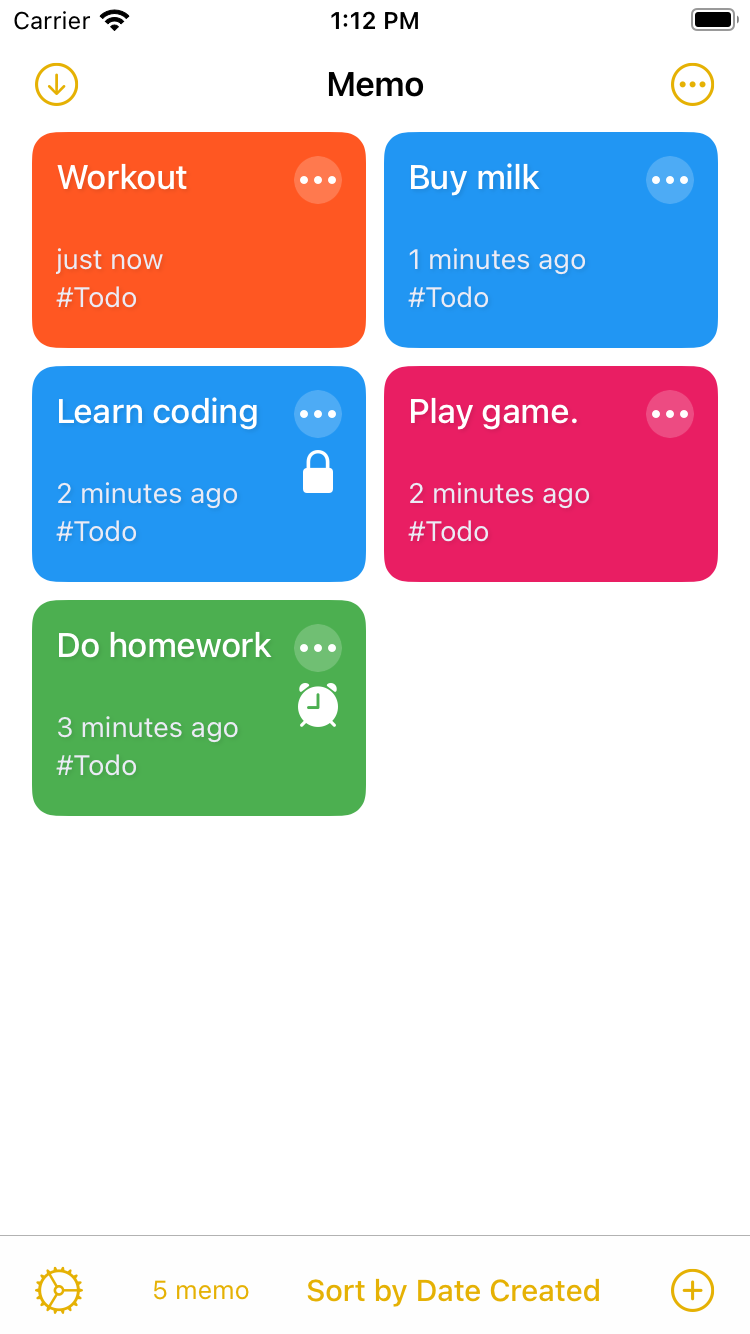 Carrier 1:12 PM
Memo
Workout
just now
#Todo
Buy milk
1 minutes ago
#Todo
Learn coding
2 minutes ago
#Todo
Play game.
2 minutes ago
#Todo
Do homework
3 minutes ago
#Todo
5 memo Sort by Date Created